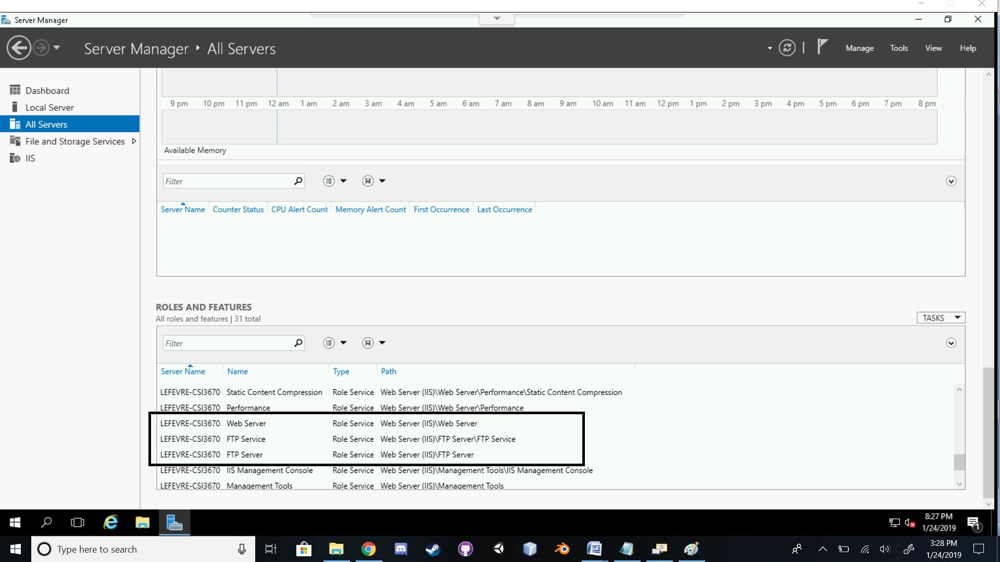 Server Manager
Server Manager ‣ All Servers
Manage Tools View Help
Dashboard
Local Server
All Servers
File and Storage Services
IIS
9 pm 10 pm 11 pm 12 am 1 am 2 am 3 am 4 am 5 am 6 am 7 am 8 am 9 am 10 am 11 am 12 pm 1 pm 2 pm 3 pm 4 pm 5 pm 6 pm 7 pm 8 pm
Available Memory
Filter
Server Name Counter Status CPU Alert Count Memory Alert Count First Occurrence Last Occurrence
ROLES AND FEATURES
All roles and features | 31 total
TASKS
Filter
Server Name Name Type Path
LEFEVRE-CSI3670 Static Content Compression Role Service Web Server (IIS)\Web Server\Performance\Static Content Compression
LEFEVRE-CSI3670 Performance Role Service Web Server (IIS)\Web Server\Performance
LEFEVRE-CSI3670 Web Server Role Service Web Server (IIS)\Web Server
LEFEVRE-CSI3670 FTP Service Role Service Web Server (IIS)\FTP Server\FTP Service
LEFEVRE-CSI3670 FTP Server Role Service Web Server (IIS)\FTP Server
LEFEVRE-CSI3670 IIS Management Console Role Service Web Server (IIS)\Management Tools\IIS Management Console
LEFEVRE-CSI3670 Management Tools Role Service Web Server (IIS)\Management Tools
8:27 PM
1/24/2019
1
Type here to search
3:28 PM
1/24/2019